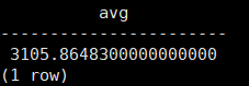 avg
-----------------------
3105.8648300000000000
(1 row)